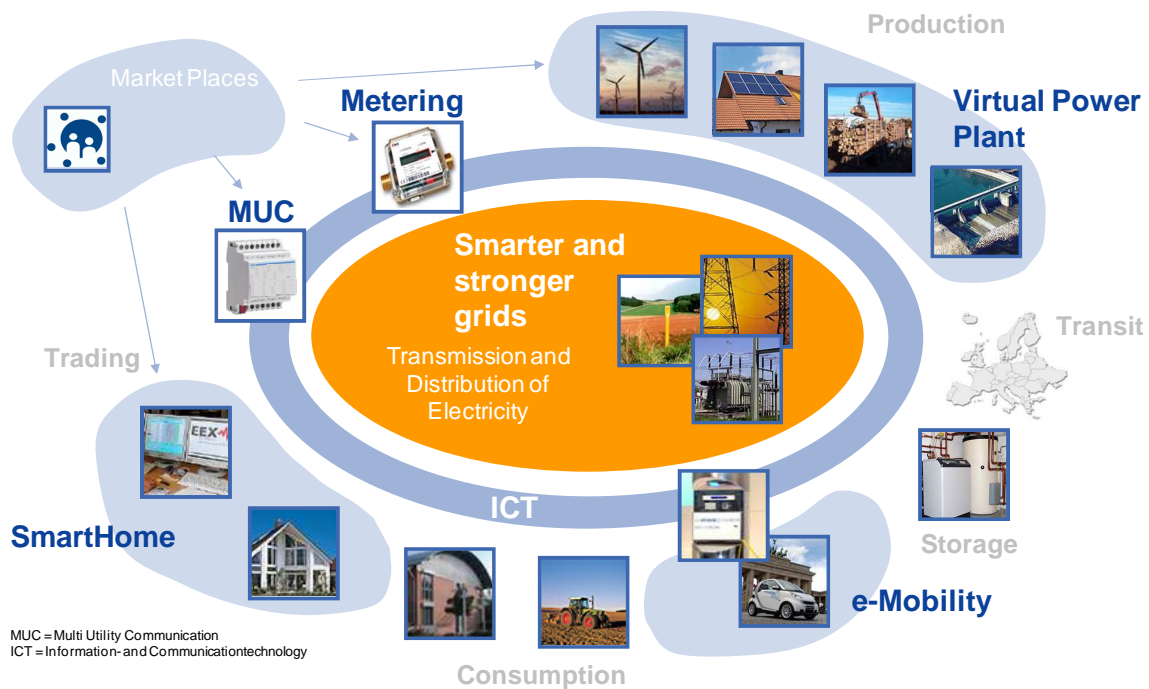 Production
Market Places
Metering
Virtual Power
Plant
MUC
Smarter and
stronger
grids
Transmission and
Distribution of
Electricity
Transit
Trading
EEX
ICT
SmartHome
Storage
e-Mobility
MUC = Multi Utility Communication
ICT = Information- and Communicationtechnology
Consumption